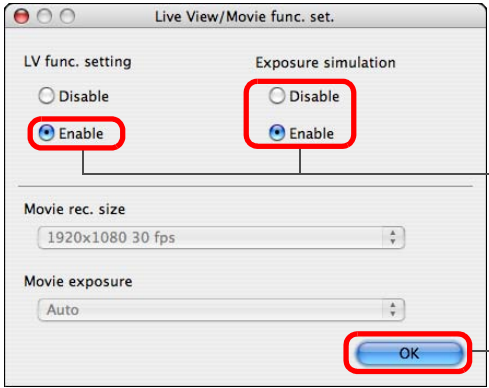 Live View/Movie func. set.
LV func. setting
Exposure simulation
Disable
Disable
Enable
Enable
Movie rec. size
1920x1080 30 fps
Movie exposure
Auto
OK